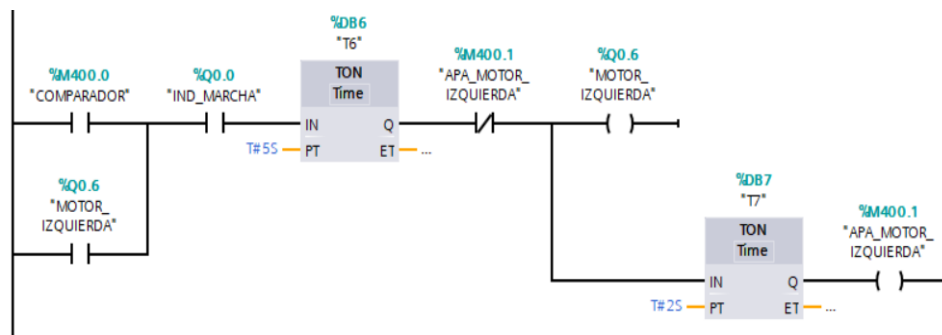 %DB6
"T6"
%M400.0
"COMPARADOR"
%Q0.0
"IND_MARCHA"
TON
Time
IN
Q
T#5S
PT
ET
...
%M400.1
"APA_MOTOR_
IZQUIERDA"
%Q0.6
"MOTOR_
IZQUIERDA"
%Q0.6
"MOTOR_
IZQUIERDA"
%DB7
"T7"
TON
Time
IN
Q
T#2S
PT
ET
...
%M400.1
"APA_MOTOR_
IZQUIERDA"